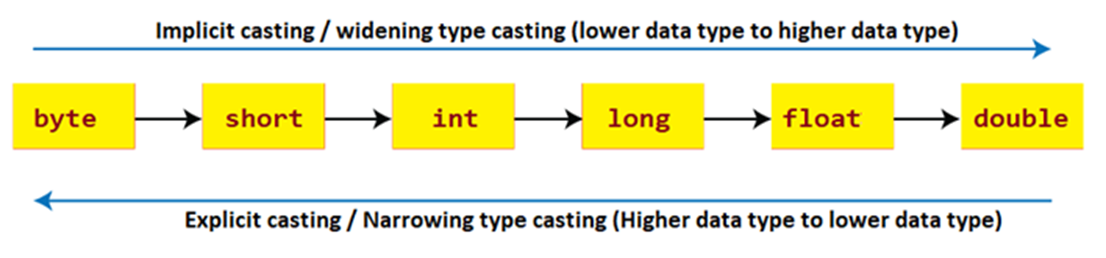 Implicit casting / widening type casting (lower data type to higher data type)
byte short int long float double
Explicit casting / Narrowing type casting (Higher data type to lower data type)